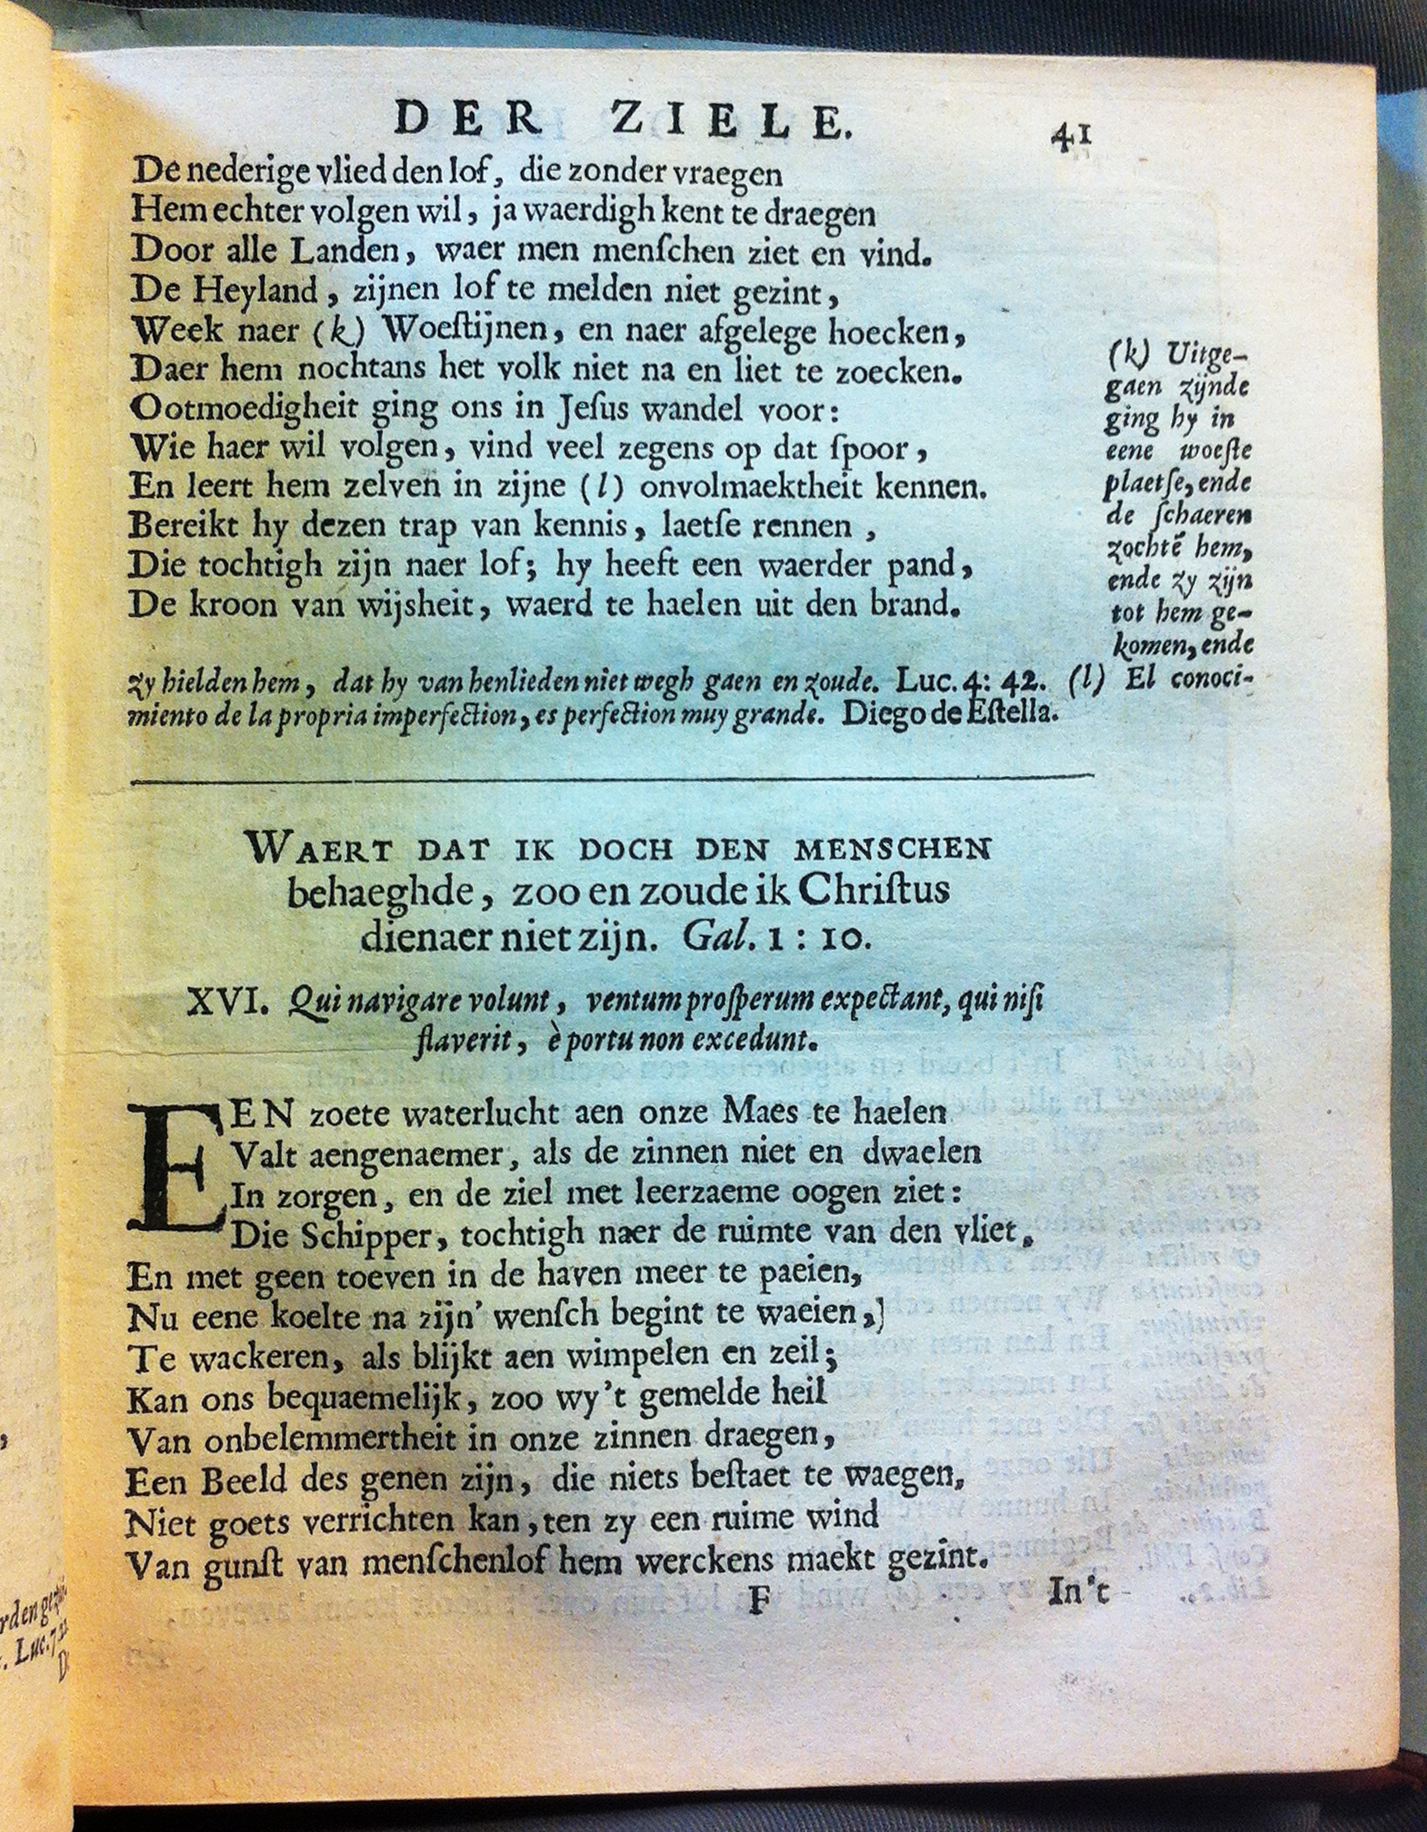 DER ZIELE. 41
De nederige vlied den lof, die zonder vraegen
Hem echter volgen wil, ja waerdigh kent te draegen
Door alle Landen, waer men menſchen ziet en vind.
De Heyland, zijnen lof te melden niet gezint,
Week naer (k) Woeſtijnen, en naer afgelege hoecken,
Daer hem nochtans het volk niet na en liet te zoecken.
Ootmoedigheit ging ons in Jeſus wandel voor:
Wie haer wil volgen, vind veel zegens op dat ſpoor,
En leert hem zelven in zijne (l) onvolmaektheit kennen.
Bereikt hy dezen trap van kennis, laetſe rennen,
Die tochtigh zijn naer lof; hy heeft een waerder pand,
De kroon van wijsheit, waerd te haelen uit den brand.
(k) Uitge-
gaen zijnde
ging hy in
eene woeſte
plaetſe, ende
de ſchaeren
zochtē hem,
ende zy zijn
tot hem ge-
komen, ende
zy hielden hem, dat hy van henlieden niet wegh gaen en zoude. Luc. 4: 42. (l) El conoci-
miento de la propria imperfection, es perfection muy grande. Diego de Eſtella.
WAERT DAT IK DOCH DEN MENSCHEN
behaeghde, zoo en zoude ik Chriſtus
dienaer niet zijn. Gal. 1 : 10.
XVI. Qui navigare volunt, ventum proſperum expectant, qui niſi
flaverit, è portu non excedunt.
EEN zoete waterlucht aen onze Maes te haelen
Valt aengenaemer, als de zinnen niet en dwaelen
In zorgen, en de ziel met leerzaeme oogen ziet:
Die Schipper, tochtigh naer de ruimte van den vliet,
En met geen toeven in de haven meer te paeien,
Nu eene koelte na zijn' wenſch begint te waeien,]
Te wackeren, als blijkt aen wimpelen en zeil;
Kan ons bequaemelijk, zoo wy 't gemelde heil
Van onbelemmertheit in onze zinnen draegen,
Een Beeld des genen zijn, die niets beſtaet te waegen,
Niet goets verrichten kan, ten zy een ruime wind
Van gunſt van menſchenlof hem werckens maekt gezint.
F In't
rden
. Luc. 7